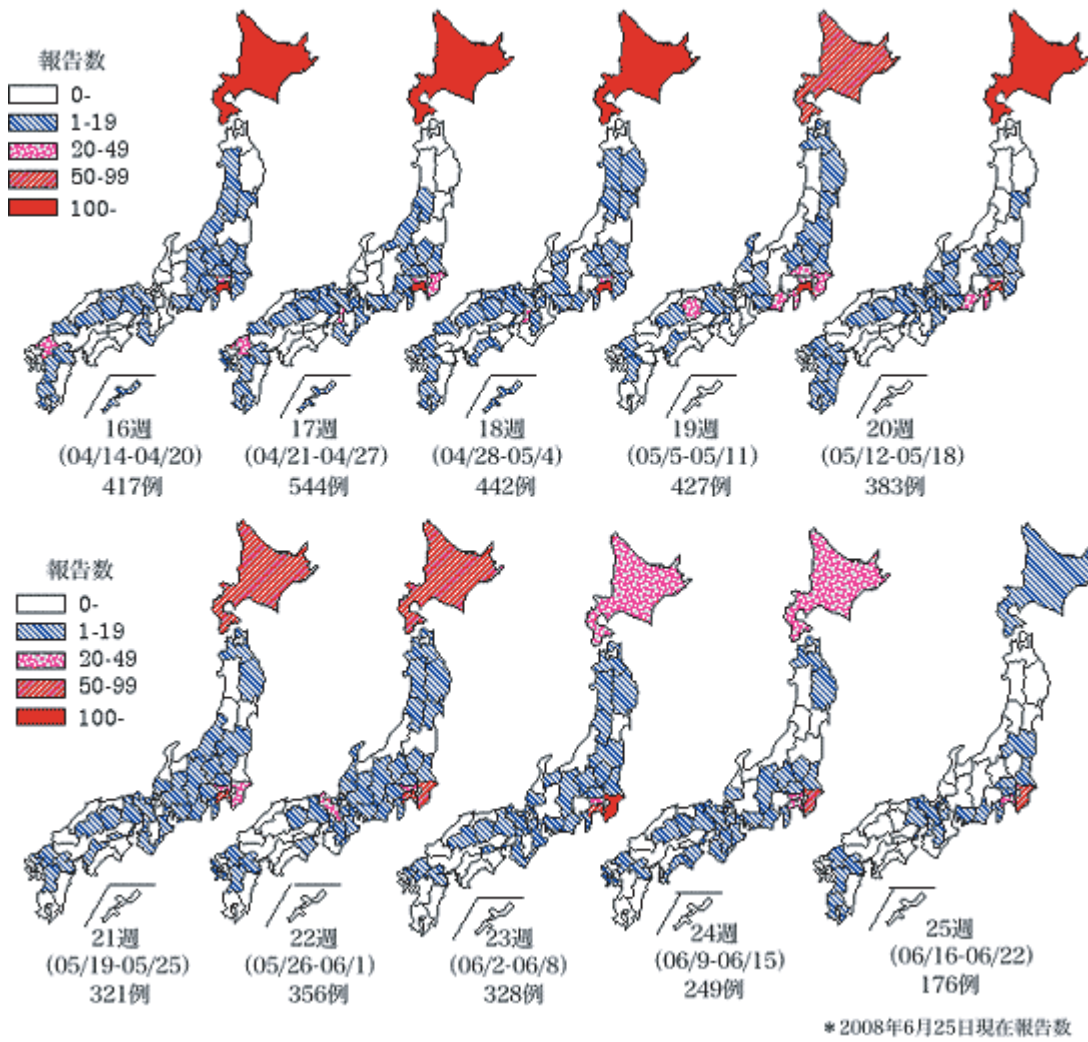 報告数
0-
1-19
20-49
50-99
100-
16週
(04/14-04/20)
417例
17週
(04/21-04/27)
544例
18週
(04/28-05/4)
442例
19週
(05/5-05/11)
427例
20週
(05/12-05/18)
383例
報告数
0-
1-19
20-49
50-99
100-
21週
(05/19-05/25)
321例
22週
(05/26-06/1)
356例
23週
(06/2-06/8)
328例
24週
(06/9-06/15)
249例
25週
(06/16-06/22)
176例
*2008年6月25日現在報告数